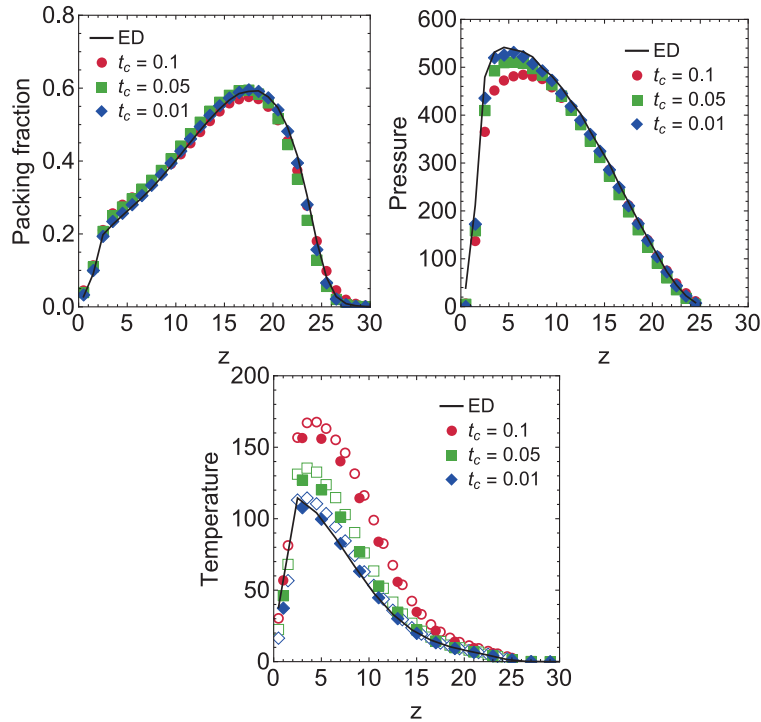 Packing fraction
0.8
0.6
0.4
0.2
0.0
0 5 10 15 20 25 30
z
ED
t_c = 0.1
t_c = 0.05
t_c = 0.01
Pressure
600
500
400
300
200
100
0
0 5 10 15 20 25 30
z
ED
t_c = 0.1
t_c = 0.05
t_c = 0.01
Temperature
200
150
100
50
0
0 5 10 15 20 25 30
z
ED
t_c = 0.1
t_c = 0.05
t_c = 0.01